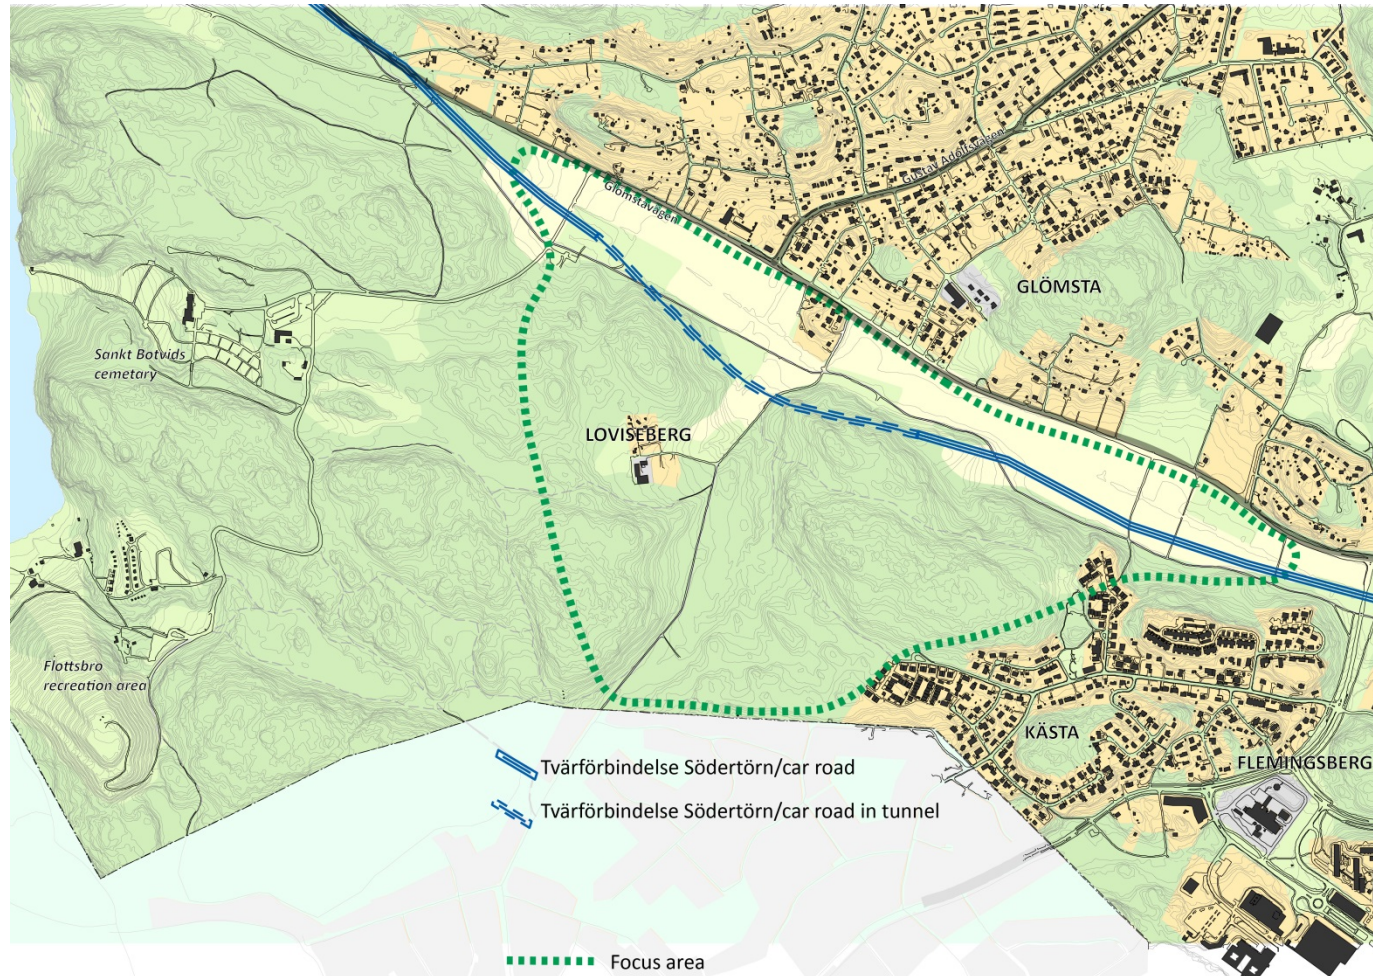 Gustav Adolfsvägen
Glömstavägen
GLÖMSTA
Sankt Botvids
cemetary
LOVISEBERG
Flottsbro
recreation area
KÄSTA
FLEMINGSBERG
Tvärförbindelse Södertörn/car road
Tvärförbindelse Södertörn/car road in tunnel
Focus area